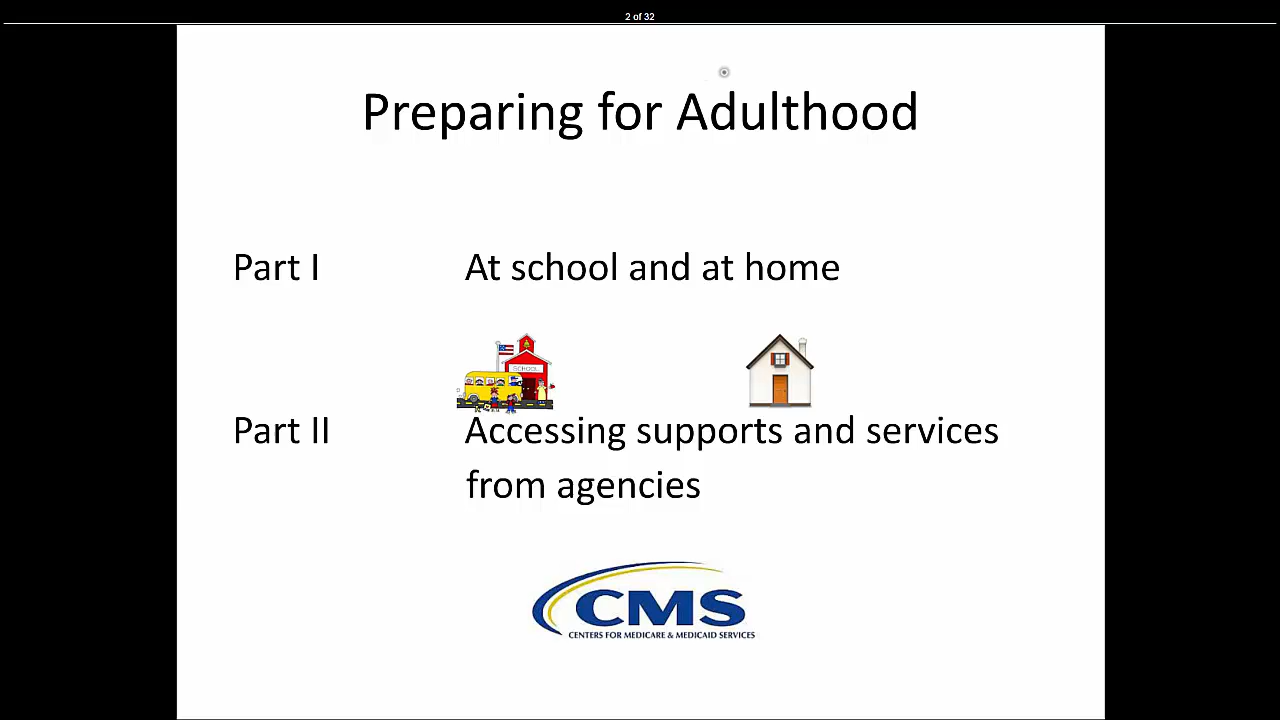 2 of 32
Preparing for Adulthood
Part I At school and at home
SCHOOL
Part II Accessing supports and services
from agencies
CMS
CENTERS FOR MEDICARE & MEDICAID SERVICES